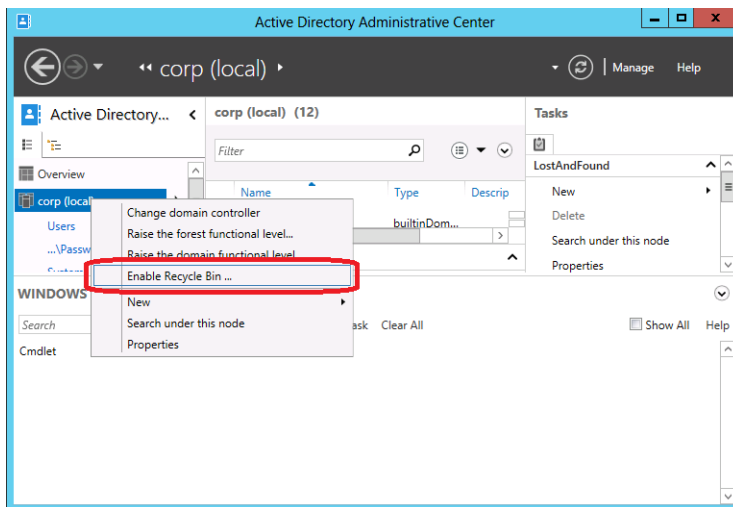 Active Directory Administrative Center
corp (local)
Manage Help
Active Directory...
corp (local) (12)
Tasks
Filter
Overview
LostAndFound
corp (local
Name Type Descrip
New
Users
Change domain controller
builtinDom...
Delete
...\Passw
Raise the forest functional level...
Search under this node
Raise the domain functional level
Properties
Enable Recycle Bin ...
WINDOWS
New
Search
Search under this node
Clear All
Show All Help
Cmdlet
Properties